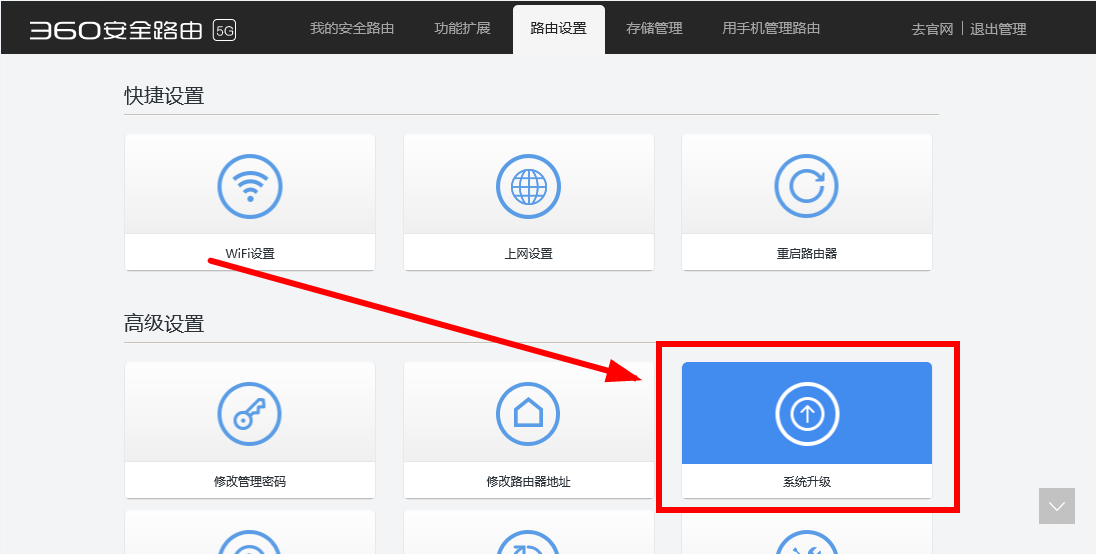 360安全路由 5G 我的安全路由 功能扩展 路由设置 存储管理 用手机管理路由 去官网 | 退出管理
快捷设置
WiFi设置 上网设置 重启路由器
高级设置
修改管理密码 修改路由器地址 系统升级